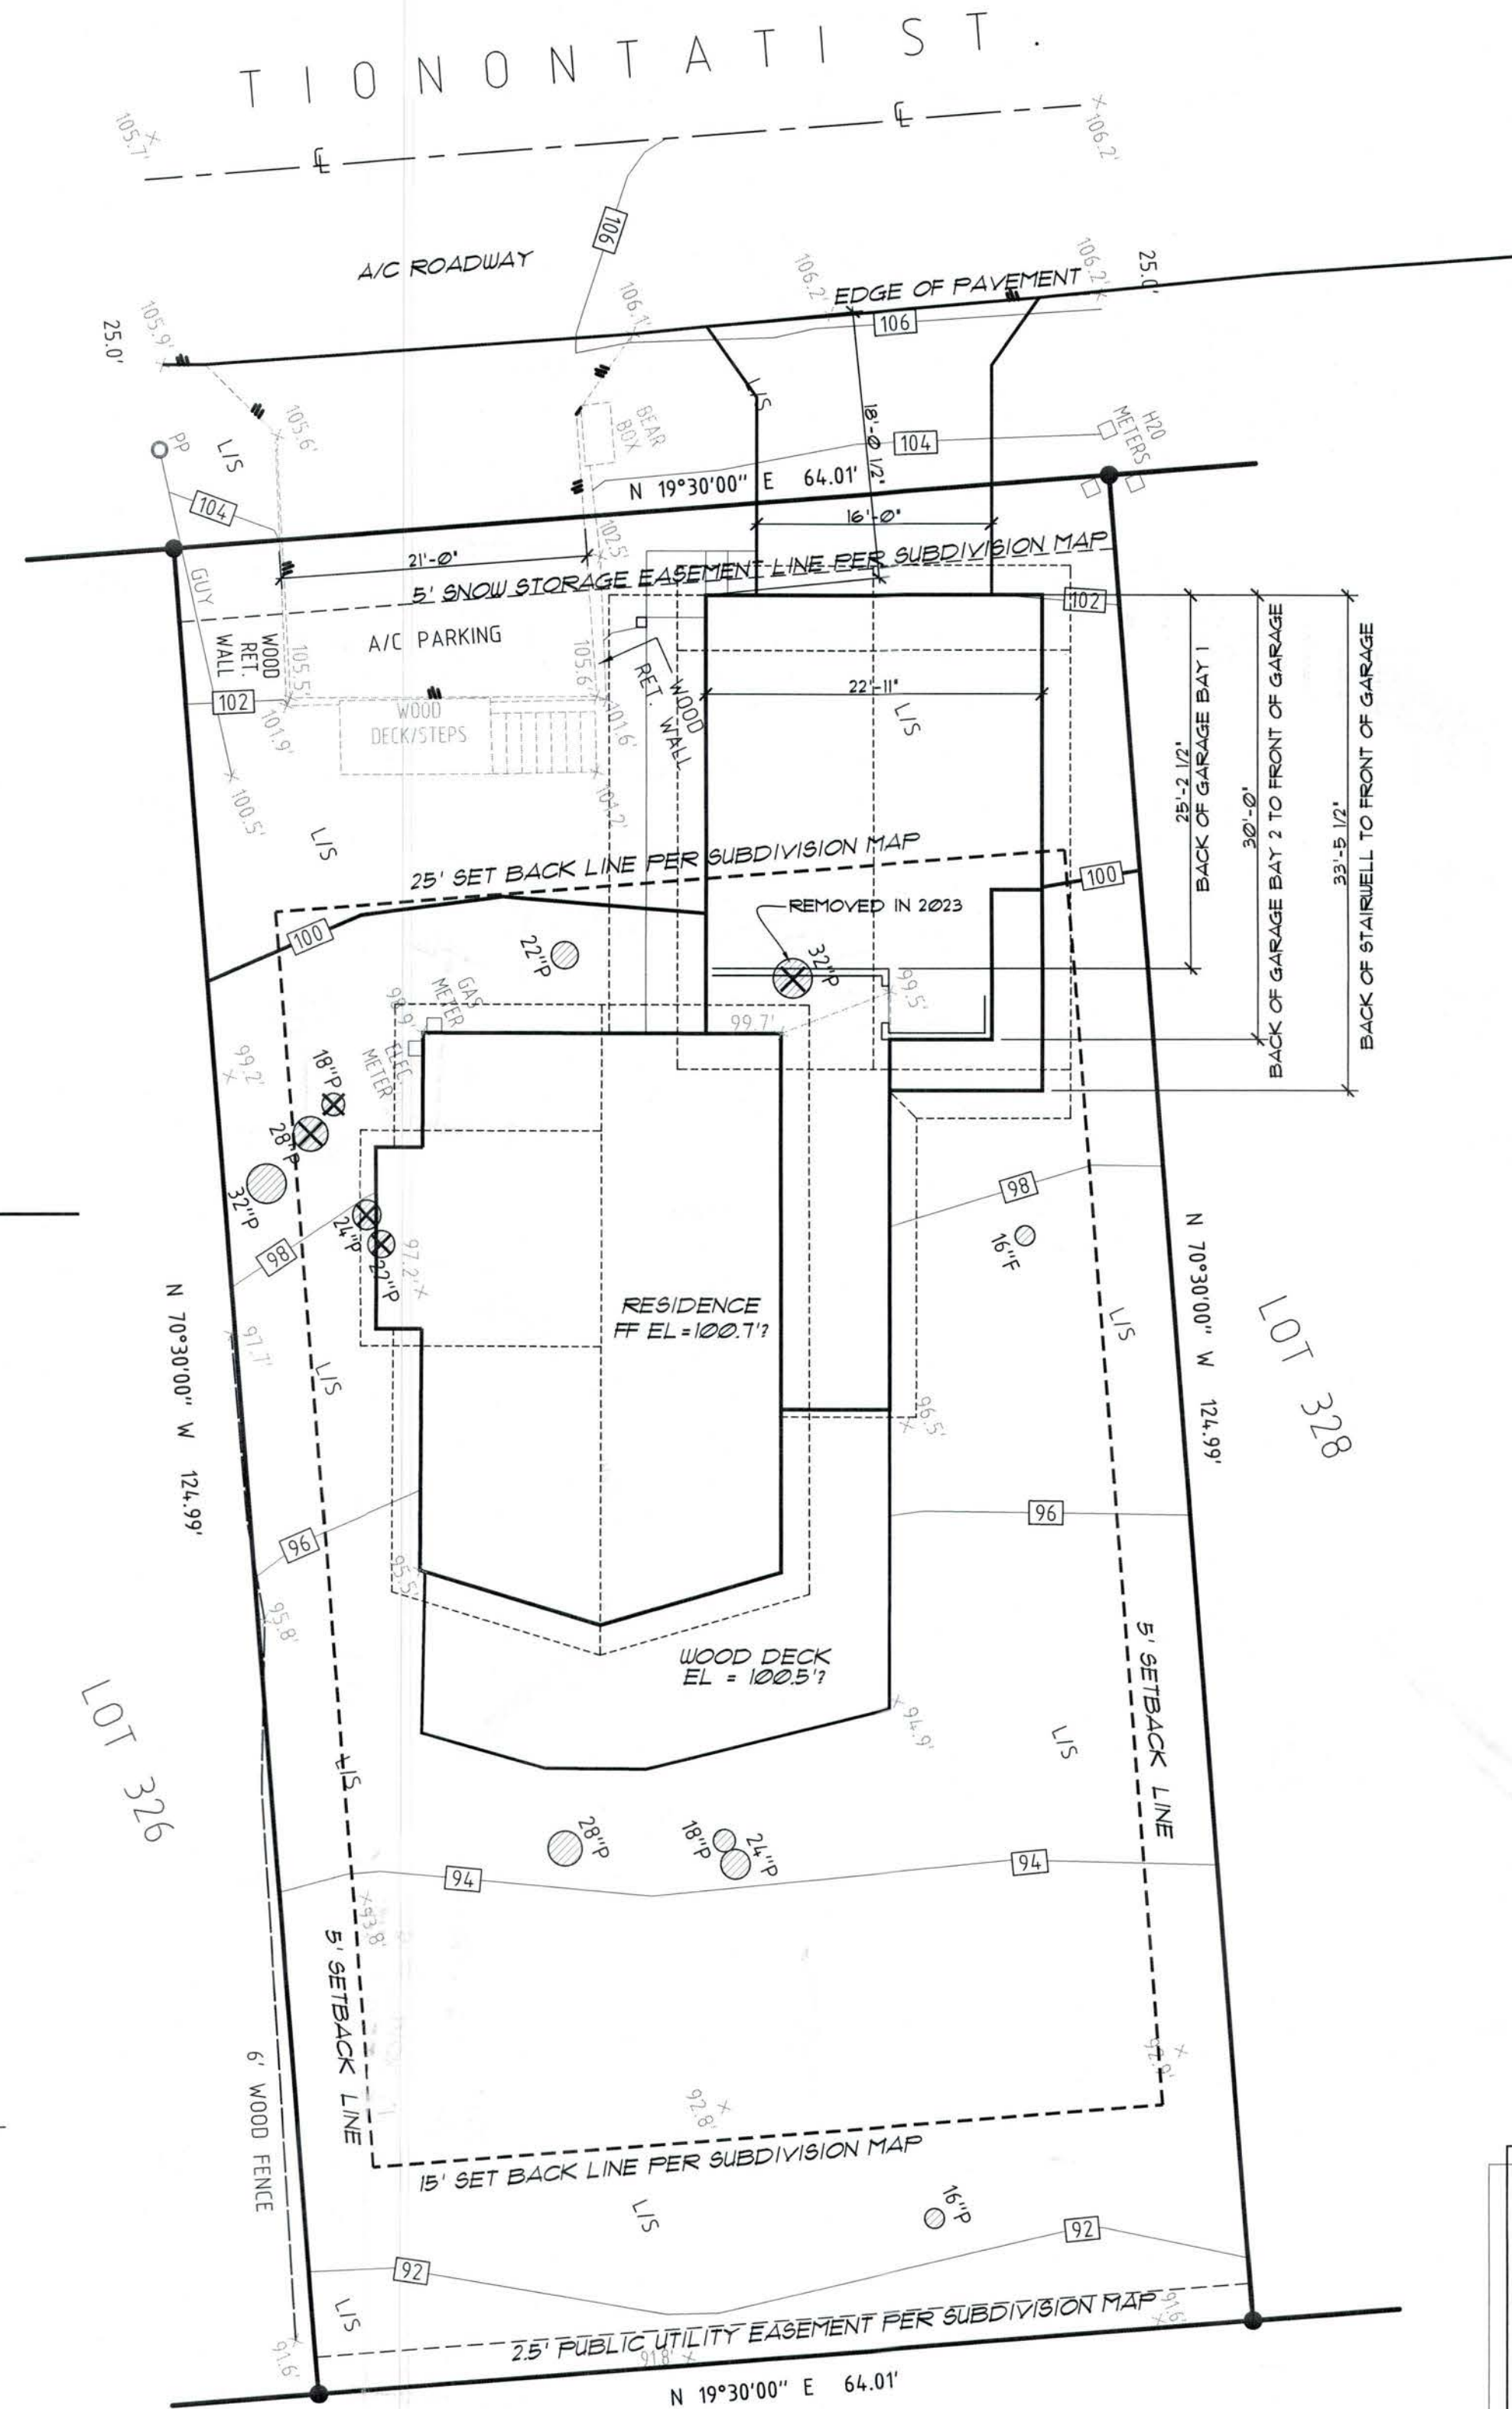 TIONONTATI ST.
105.7'
106.2'
106
A/C ROADWAY
25.0'
105.9'
106.1'
106.2'
EDGE OF PAVEMENT
106.2'
25.0'
106
PP
L/S
105.6'
BEAR
BOX
L/S
18'-0 1/2"
104
H20
METERS
104
N 19°30'00" E 64.01'
16'-0"
GUY
21'-0"
102.5'
5' SNOW STORAGE EASEMENT LINE PER SUBDIVISION MAP
102
WOOD
RET.
WALL
105.5'
A/C PARKING
105.6'
WOOD
RET. WALL
22'-11"
L/S
102
101.9'
WOOD
DECK/STEPS
101.6'
101.2'
100.5'
25'-2 1/2"
BACK OF GARAGE BAY 1
30'-0"
BACK OF GARAGE BAY 2 TO FRONT OF GARAGE
33'-5 1/2"
BACK OF STAIRWELL TO FRONT OF GARAGE
L/S
25' SET BACK LINE PER SUBDIVISION MAP
100
REMOVED IN 2023
100
22"P
32"P
99.5'
GAS
METER
98.9'
99.7'
ELEC.
METER
99.2'
18"P
28"P
32"P
24"P
22"P
98
97.2'
98
16"F
N 70°30'00" W 124.99'
97.7'
L/S
RESIDENCE
FF EL=100.7'?
L/S
N 70°30'00" W 124.99'
LOT 328
96.5'
96
96
95.5'
95.8'
WOOD DECK
EL = 100.5'?
94.9'
5' SETBACK LINE
LOT 326
L/S
L/S
28"P
18"P
24"P
94
94
93.8'
5' SETBACK LINE
6' WOOD FENCE
92.9'
92.8'
15' SET BACK LINE PER SUBDIVISION MAP
L/S
16"P
92
92
L/S
2.5' PUBLIC UTILITY EASEMENT PER SUBDIVISION MAP
91.6'
91.6'
91.8'
N 19°30'00" E 64.01'